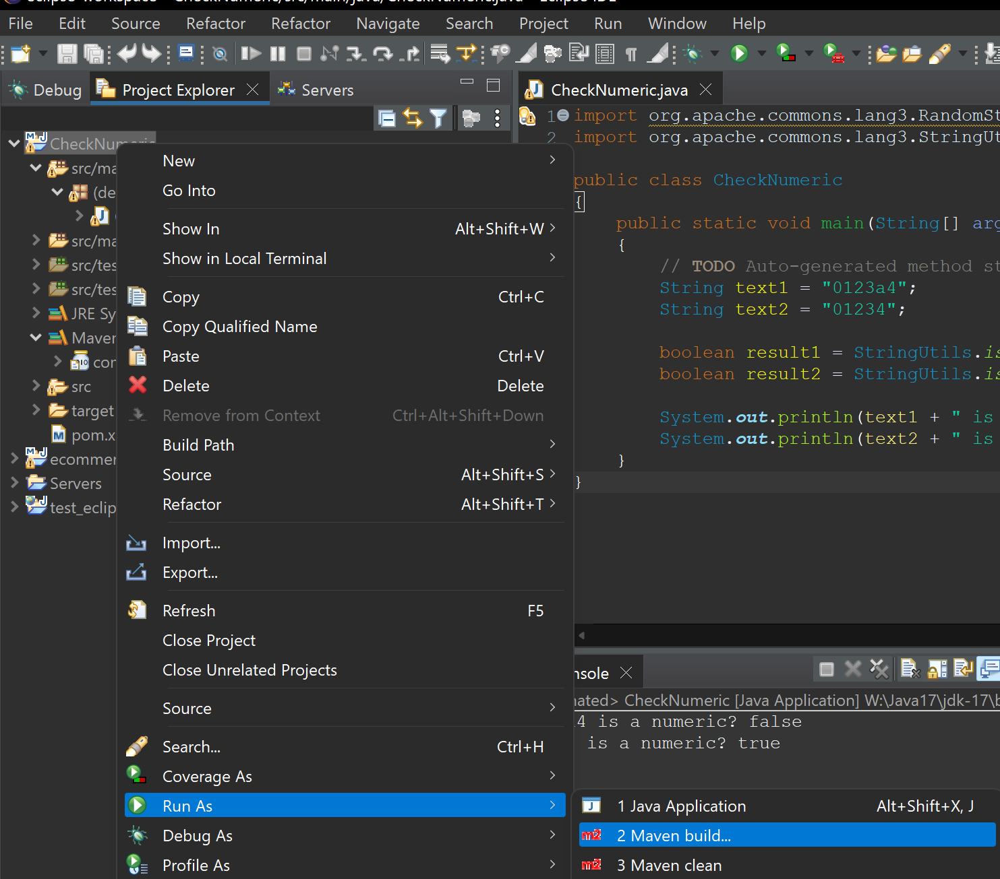 File Edit Source Refactor Refactor Navigate Search Project Run Window Help
Debug Project Explorer Servers
CheckNumeric.java
CheckNumeric
src/ma
(de
src/ma
src/tes
src/tes
JRE Sy
Maven
con
src
target
pom.x
ecommer
Servers
test_eclip
New
Go Into
Show In Alt+Shift+W
Show in Local Terminal
Copy Ctrl+C
Copy Qualified Name
Paste Ctrl+V
Delete Delete
Remove from Context Ctrl+Alt+Shift+Down
Build Path
Source Alt+Shift+S
Refactor Alt+Shift+T
Import...
Export...
Refresh F5
Close Project
Close Unrelated Projects
Source
Search... Ctrl+H
Coverage As
Run As
Debug As
Profile As
1 Java Application Alt+Shift+X, J
2 Maven build...
3 Maven clean
1 import org.apache.commons.lang3.RandomSt
2 import org.apache.commons.lang3.StringUt
public class CheckNumeric
{
public static void main(String[] arg
{
// TODO Auto-generated method st
String text1 = "0123a4";
String text2 = "01234";
boolean result1 = StringUtils.is
boolean result2 = StringUtils.is
System.out.println(text1 + " is
System.out.println(text2 + " is
}
}
nsole
nated> CheckNumeric [Java Application] W:\Java17\jdk-17\b
4 is a numeric? false
is a numeric? true